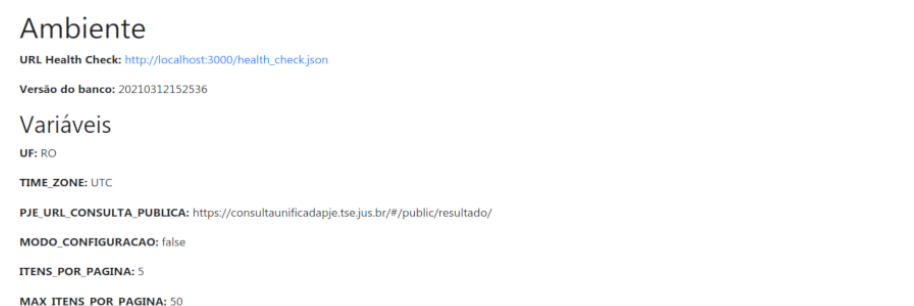 Ambiente
URL Health Check: http://localhost:3000/health_check.json
Versão do banco: 20210312152536
Variáveis
UF: RO
TIME_ZONE: UTC
PJE_URL_CONSULTA_PUBLICA: https://consultaunificadapje.tse.jus.br/#/public/resultado/
MODO_CONFIGURACAO: false
ITENS_POR_PAGINA: 5
MAX_ITENS_POR_PAGINA: 50